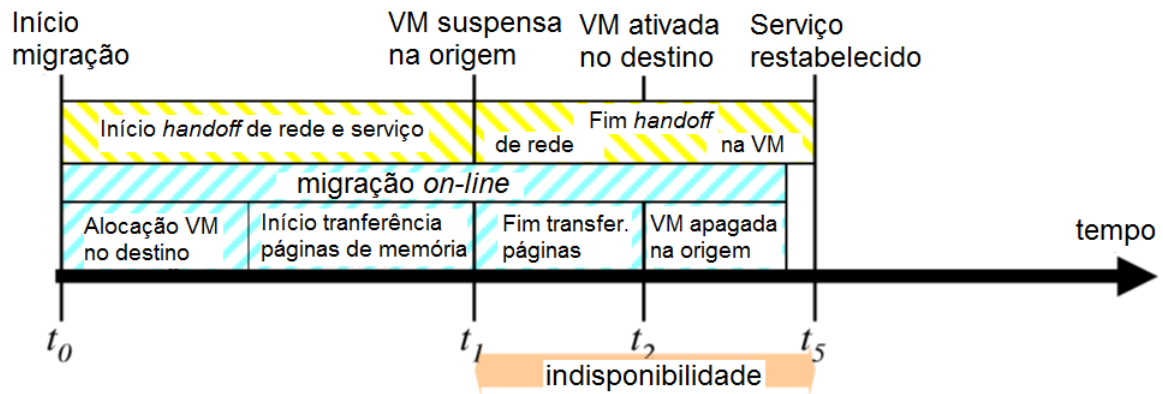 Início
migração
VM suspensa
na origem
VM ativada
no destino
Serviço
restabelecido
Início handoff de rede e serviço
Fim handoff
de rede
na VM
migração on-line
Alocação VM
no destino
Início tranferência
páginas de memória
Fim transfer.
páginas
VM apagada
na origem
tempo
t0
t1
t2
t5
indisponibilidade